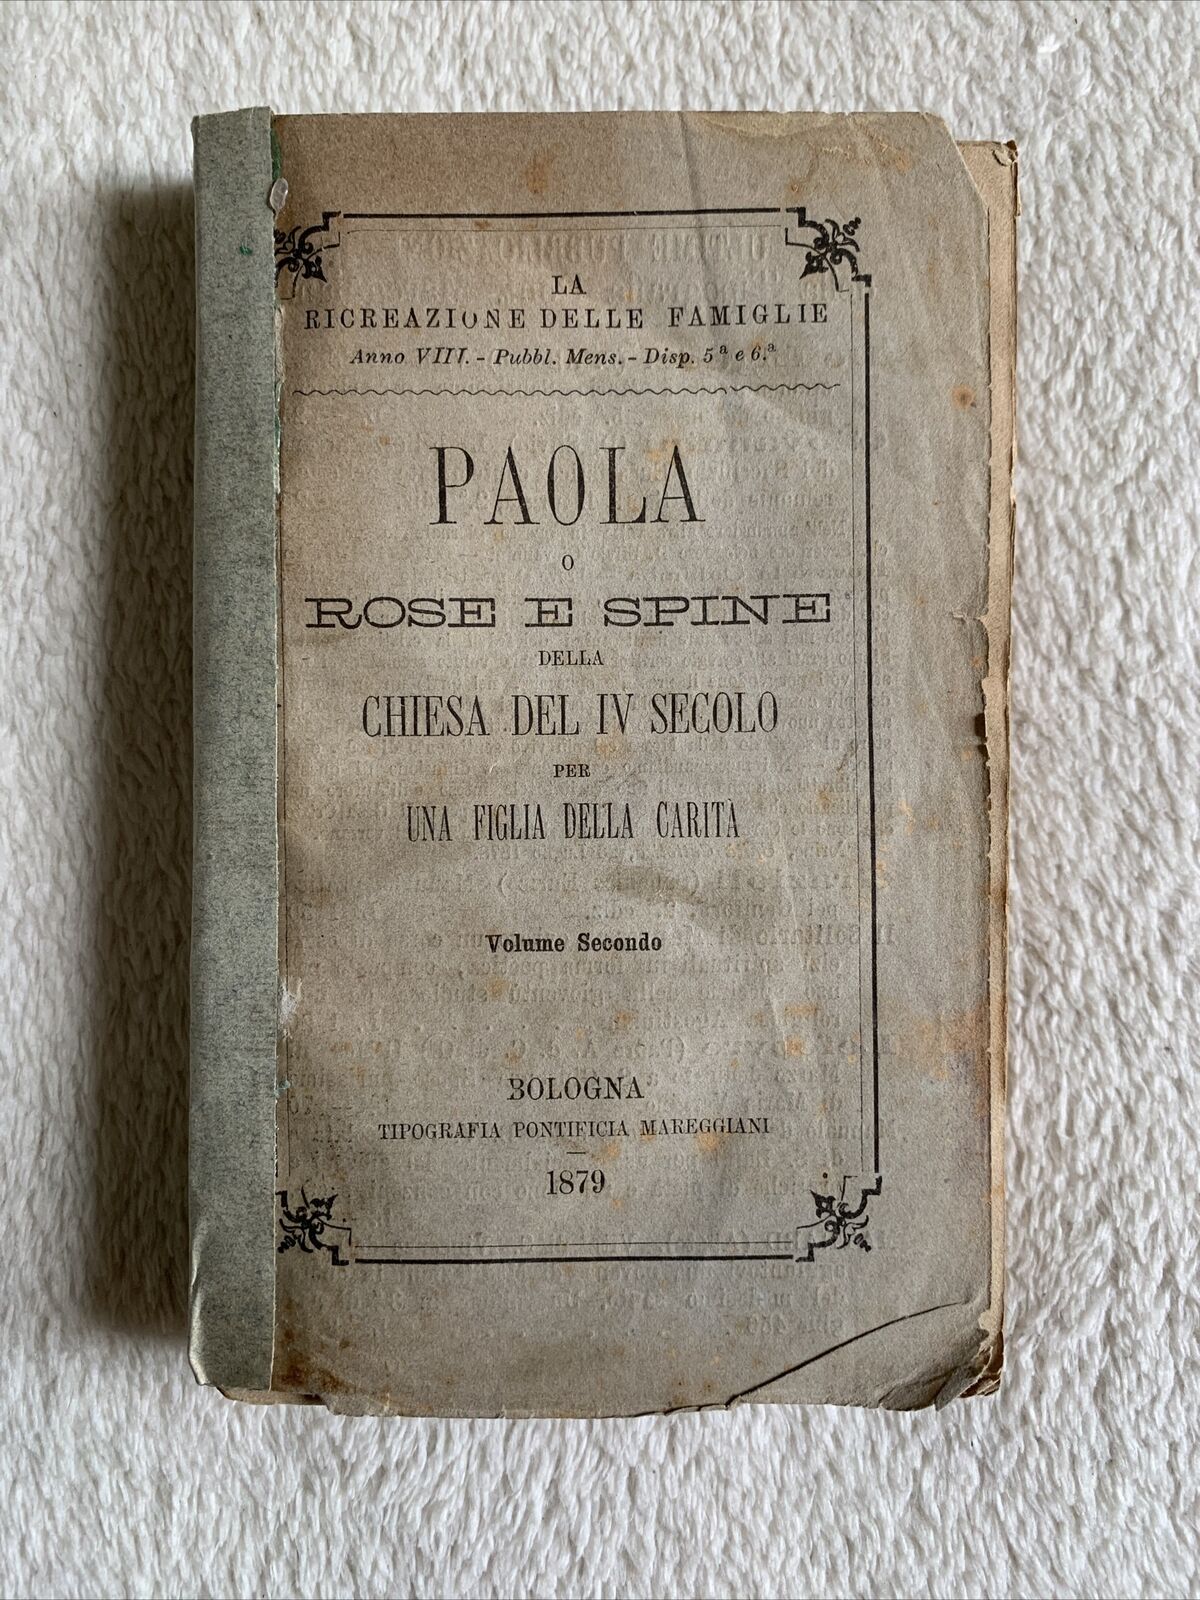 LA
RICREAZIONE DELLE FAMIGLIE
Anno VIII. - Pubbl. Mens. - Disp. 5ª e 6.ª
PAOLA
O
ROSE E SPINE
DELLA
CHIESA DEL IV SECOLO
PER
UNA FIGLIA DELLA CARITÀ
Volume Secondo
BOLOGNA
TIPOGRAFIA PONTIFICIA MAREGGIANI
1879